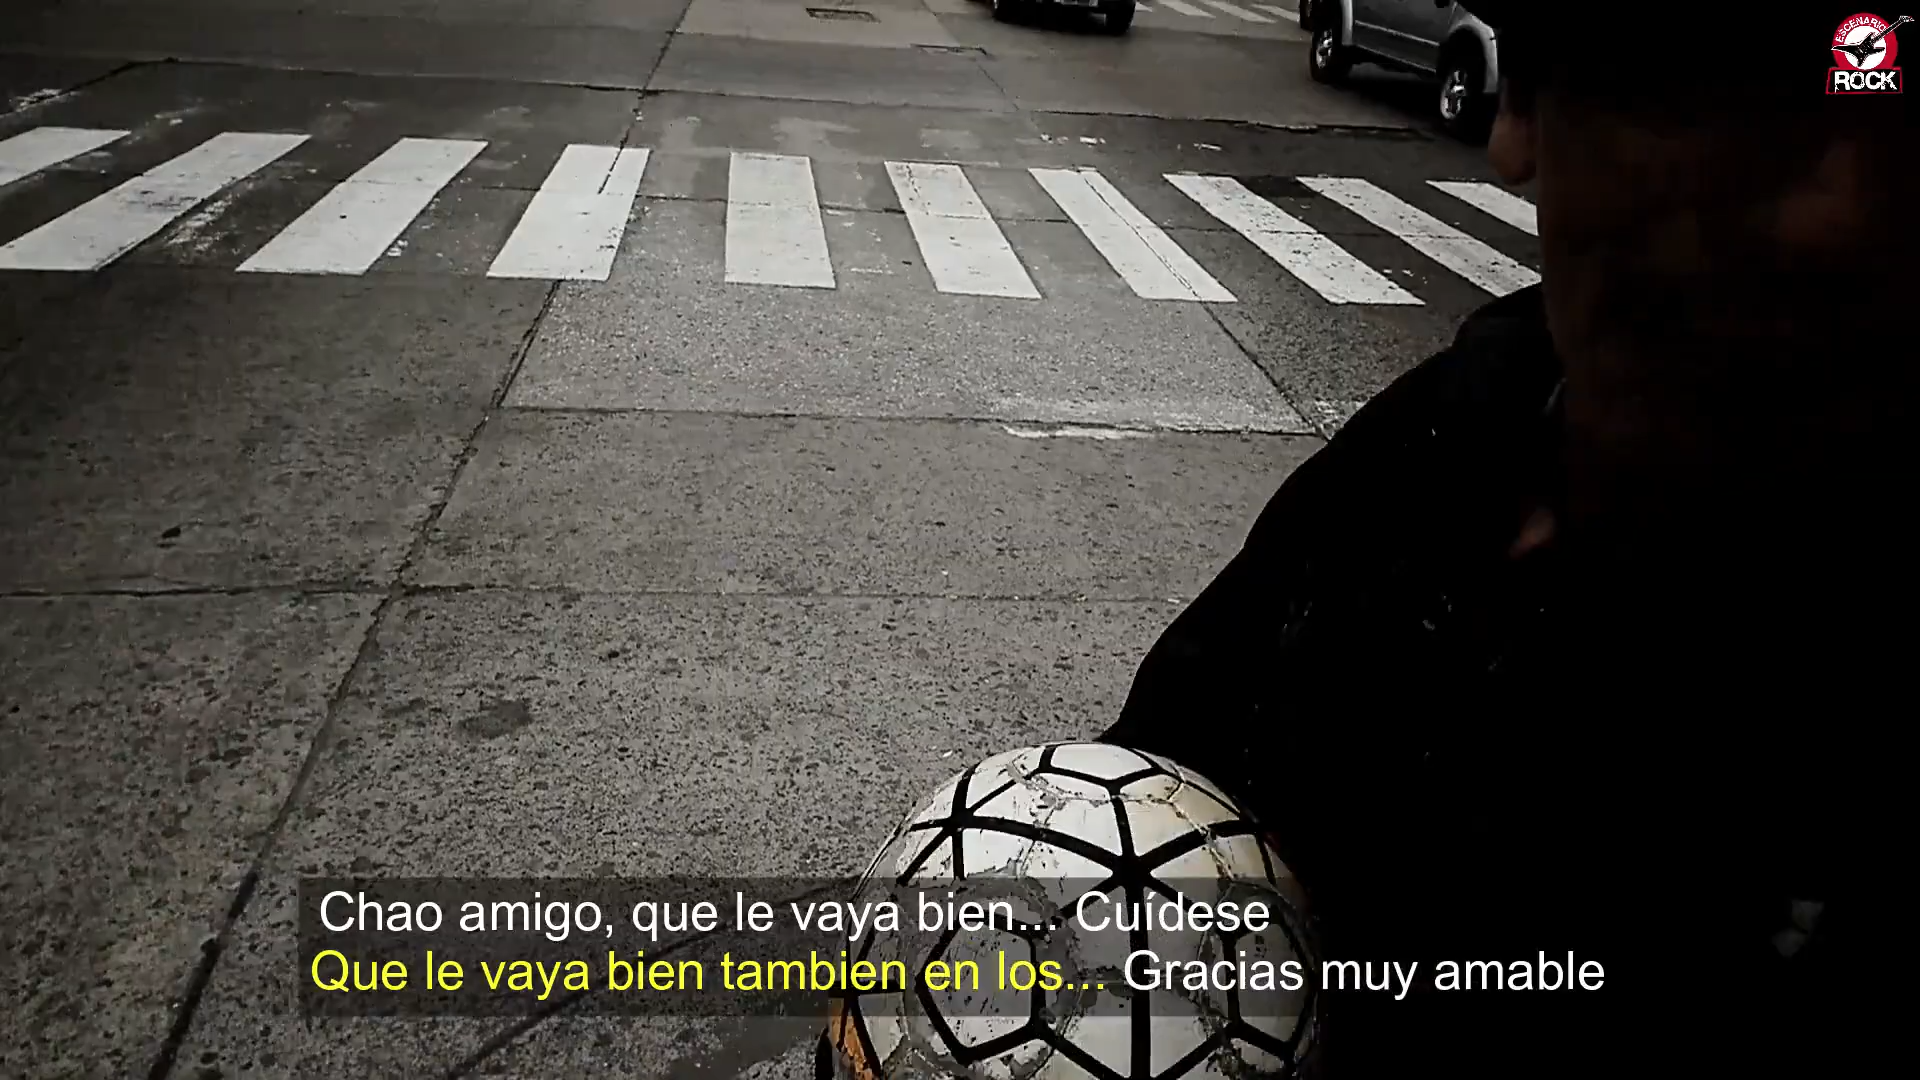 ESCENARIO
ROCK
Chao amigo, que le vaya bien... Cuídese
Que le vaya bien tambien en los... Gracias muy amable